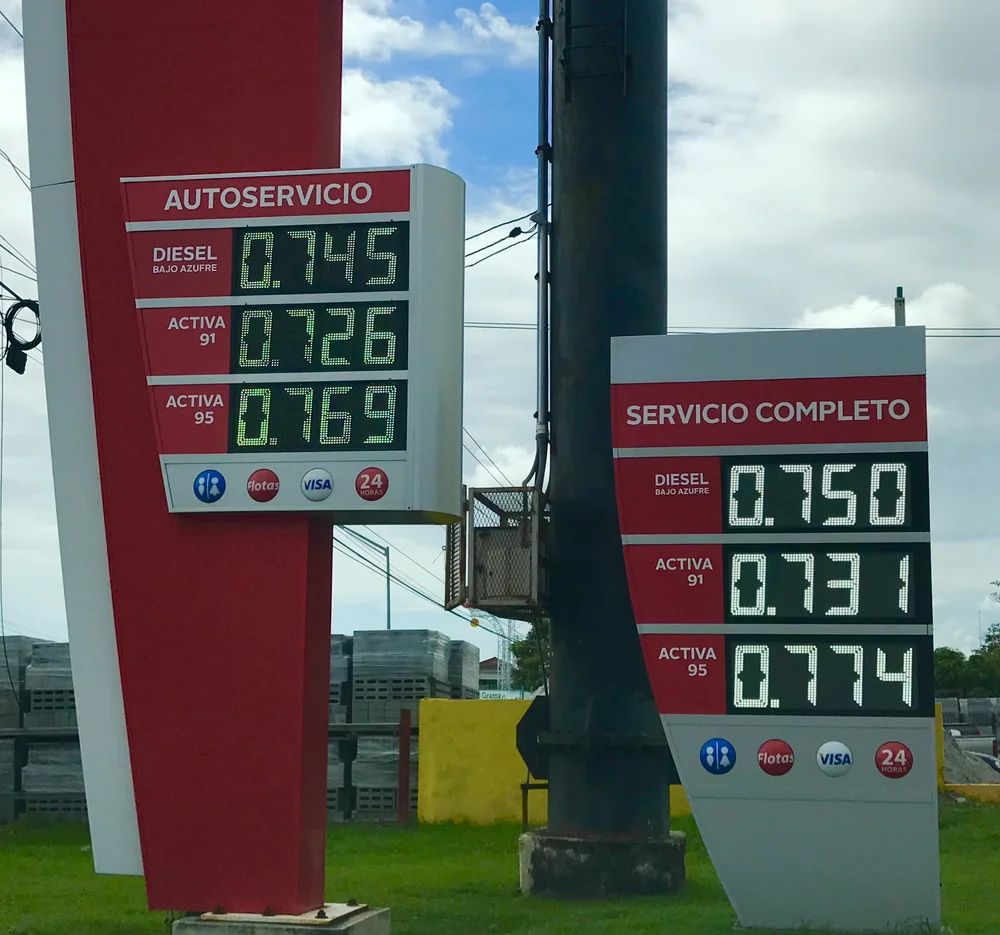 AUTOSERVICIO
DIESEL 0.745
BAJO AZUFRE
ACTIVA 0.726
91
ACTIVA 0.769
95
Flotas VISA 24
HORAS
SERVICIO COMPLETO
DIESEL 0.750
BAJO AZUFRE
ACTIVA 0.731
91
ACTIVA 0.774
95
Flotas VISA 24
HORAS
Grama